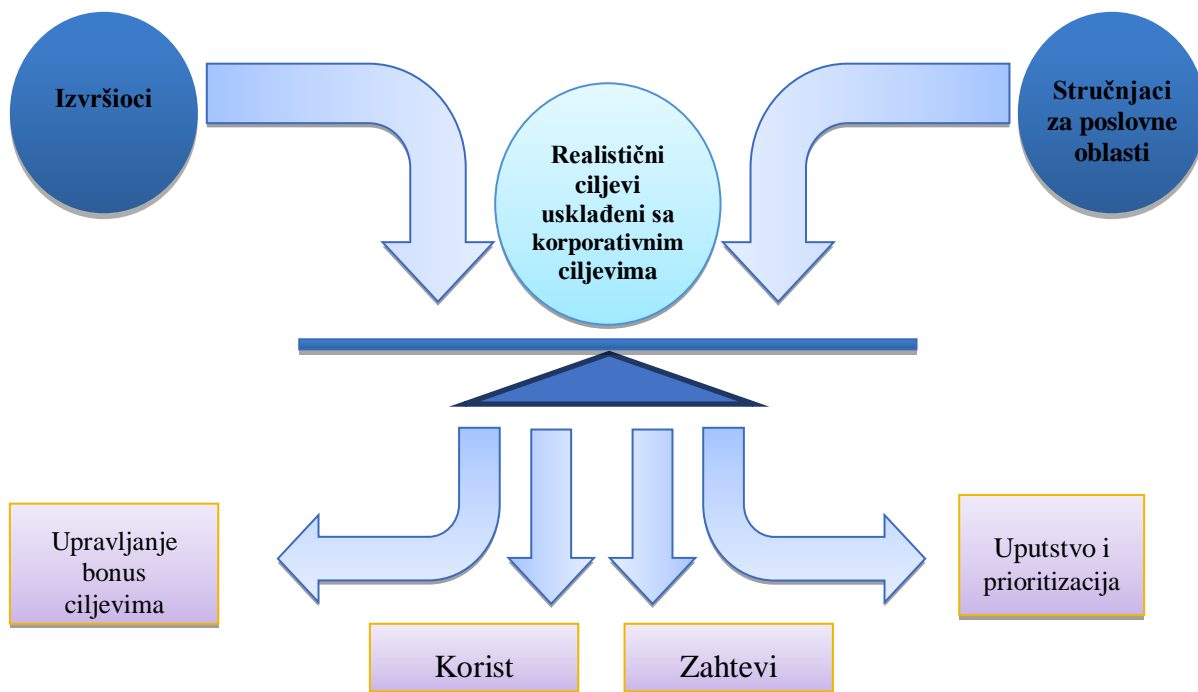 Izvršioci
Stručnjaci
za poslovne
oblasti
Realistični
ciljevi
usklađeni sa
korporativnim
ciljevima
Upravljanje
bonus
ciljevima
Korist
Zahtevi
Uputstvo i
prioritizacija